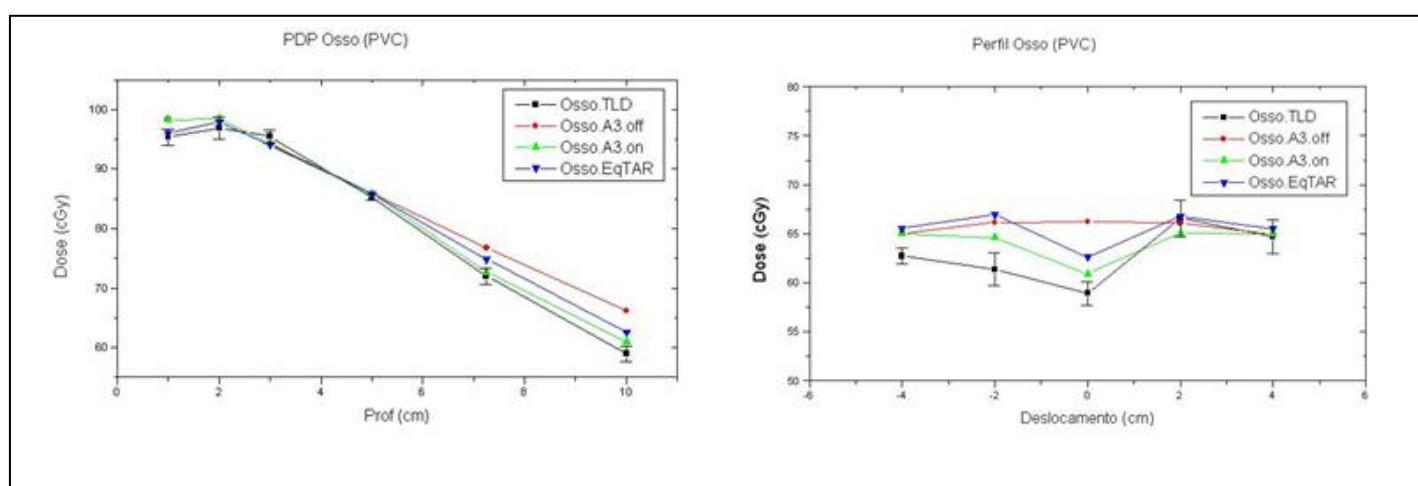 PDP Osso (PVC)
Osso.TLD
Osso.A3.off
Osso.A3.on
Osso.EqTAR
Dose (cGy)
100
90
80
70
60
0 2 4 6 8 10
Prof (cm)
Perfil Osso (PVC)
Osso.TLD
Osso.A3.off
Osso.A3.on
Osso.EqTAR
Dose (cGy)
80
75
70
65
60
55
50
-6 -4 -2 0 2 4 6
Deslocamento (cm)